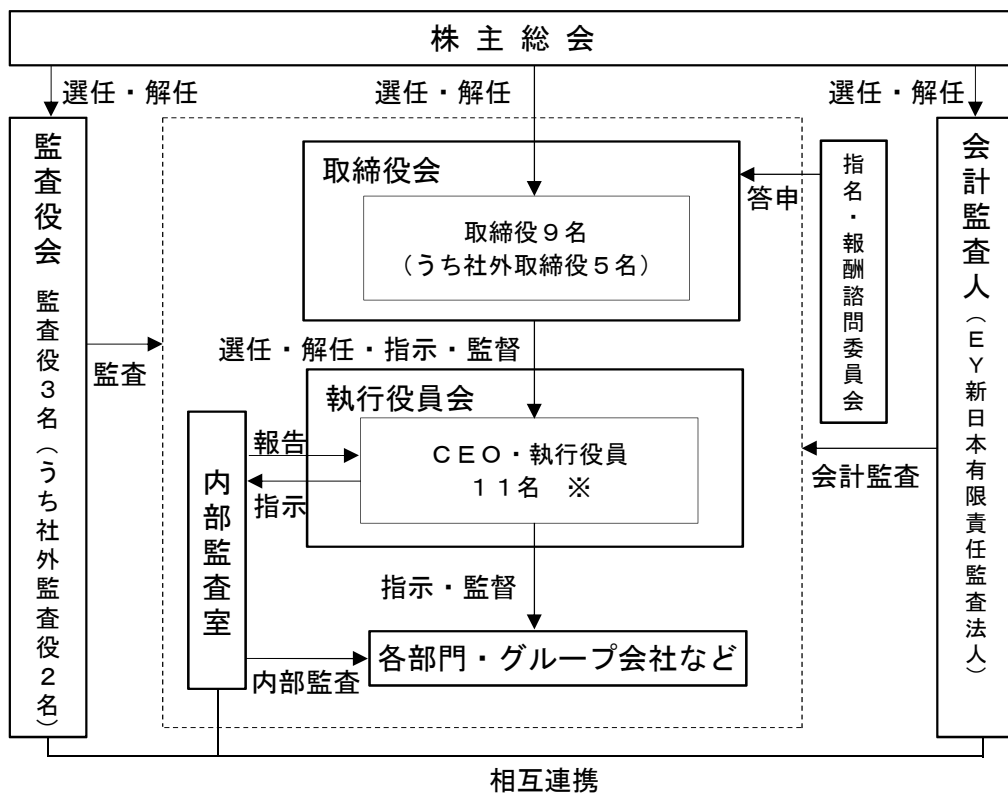 株主総会
選任・解任
選任・解任
選任・解任
監査役会 監査役3名(うち社外監査役2名)
取締役会
取締役9名
(うち社外取締役5名)
答申
指名・報酬諮問委員会
会計監査人(EY新日本有限責任監査法人)
監査
選任・解任・指示・監督
執行役員会
CEO・執行役員
11名 ※
報告
指示
内部監査室
会計監査
指示・監督
各部門・グループ会社など
内部監査
相互連携